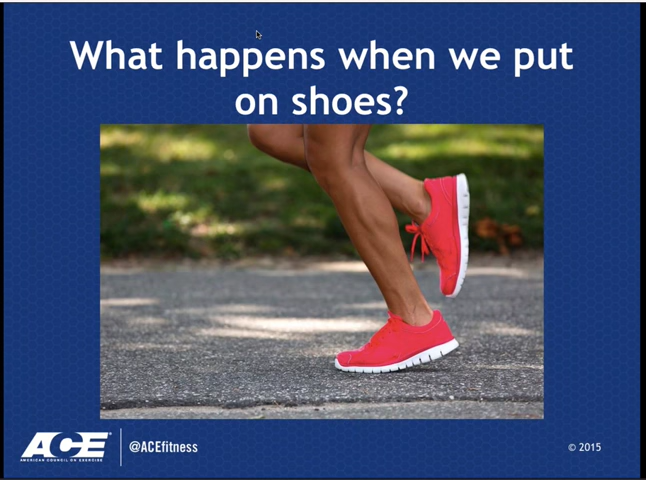 What happens when we put
on shoes?
ACE
AMERICAN COUNCIL ON EXERCISE
@ACEfitness
© 2015